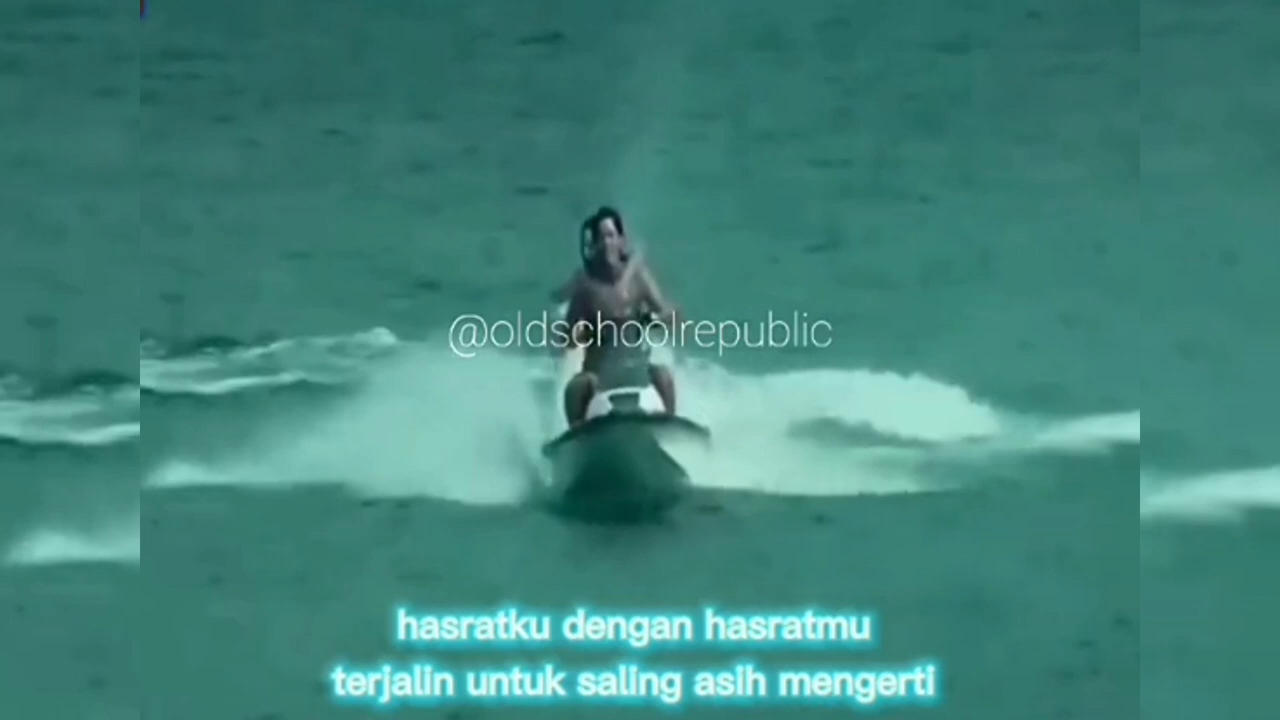 @oldschoolrepublic
hasratku dengan hasratmu
terjalin untuk saling asih mengerti